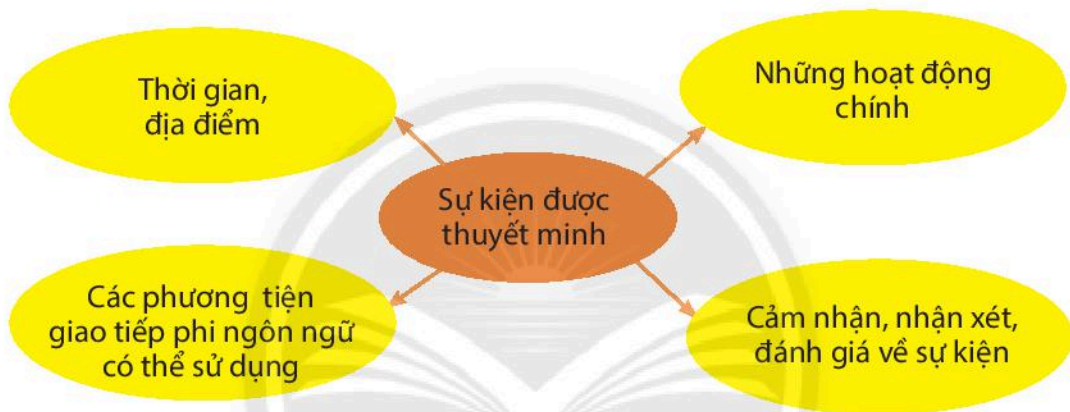 Thời gian,
địa điểm
Những hoạt động
chính
Sự kiện được
thuyết minh
Các phương tiện
giao tiếp phi ngôn ngữ
có thể sử dụng
Cảm nhận, nhận xét,
đánh giá về sự kiện